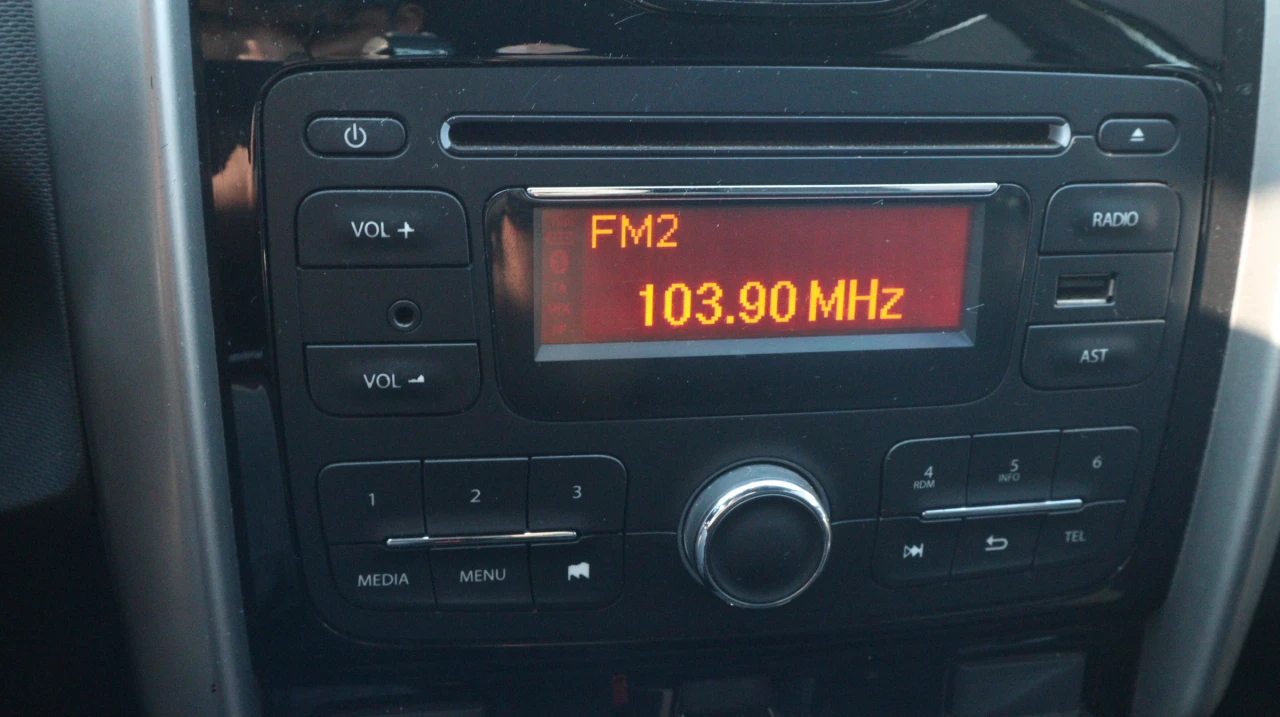 VOL +
RADIO
FM2
103.90 MHz
VOL -
AST
1 2 3
4 5 6
RDM INFO
MEDIA MENU
TEL